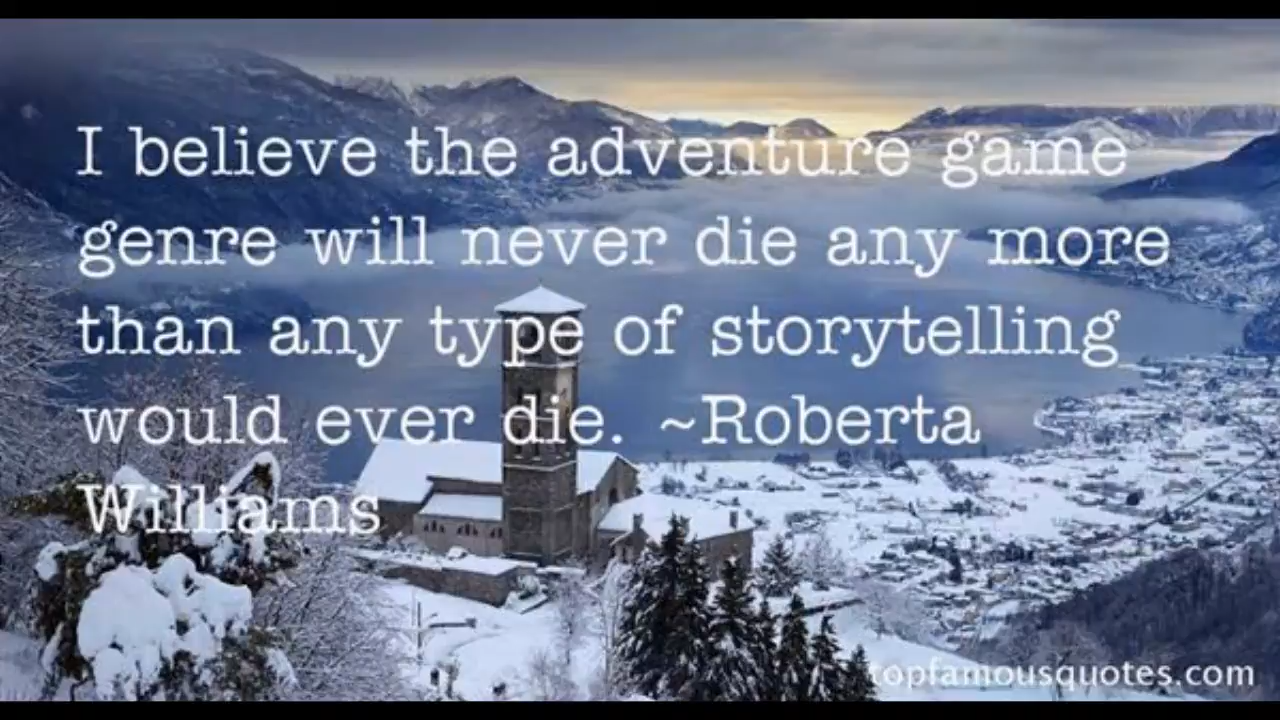 I believe the adventure game
genre will never die any more
than any type of storytelling
would ever die. ~Roberta
Williams
topfamousquotes.com